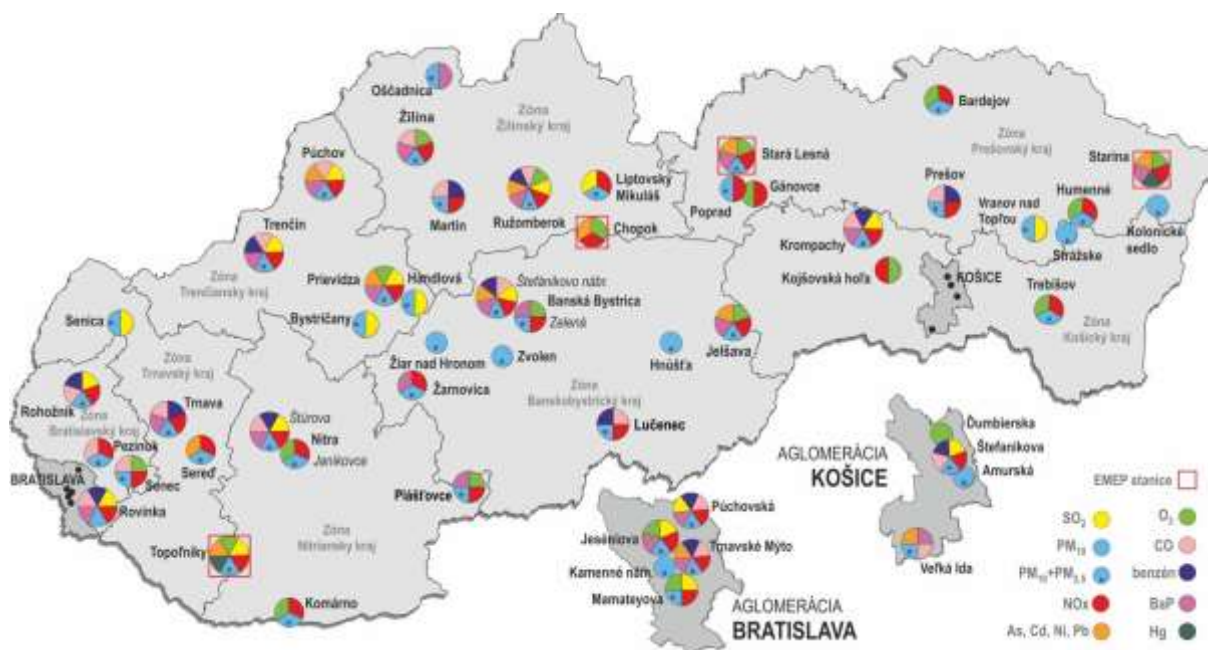 Oščadnica
Žilina
Zóna
Žilinský kraj
Bardejov
Zóna
Prešovský kraj
Púchov
Stará Lesná
Starina
Liptovský
Mikuláš
Gánovce
Prešov
Humenné
Vranov nad
Topľou
Martin
Ružomberok
Poprad
Trenčín
Chopok
Krompachy
Stražske
Kolonické
sedlo
Zóna
Trenčiansky kraj
Prievidza
Handlová
Štefánikovo nábr.
Banská Bystrica
Zelená
Kojšovská hoľa
KOŠICE
Trebišov
Senica
Bystričany
Jelšava
Zóna
Košický kraj
Zóna
Trnavský kraj
Žiar nad Hronom
Zvolen
Hnúšťa
Žarnovica
Zóna
Banskobystrický kraj
Rohožník
Zóna
Bratislavský kraj
Trnava
Štúrova
Nitra
Janíkovce
Lučenec
Ďumbierska
Štefánikova
Amurská
AGLOMERÁCIA
KOŠICE
Pezinok
Sereď
BRATISLAVA
Senec
Plášťovce
EMEP stanice
Rovinka
Púchovská
SO2
O3
Zóna
Nitriansky kraj
Jeséniova
Trnavské Mýto
PM10
CO
Topoľníky
Veľká Ida
Kamenné nám.
PM10+PM2,5
benzén
Mamateyova
AGLOMERÁCIA
BRATISLAVA
NOx
BaP
Komárno
As, Cd, Ni, Pb
Hg